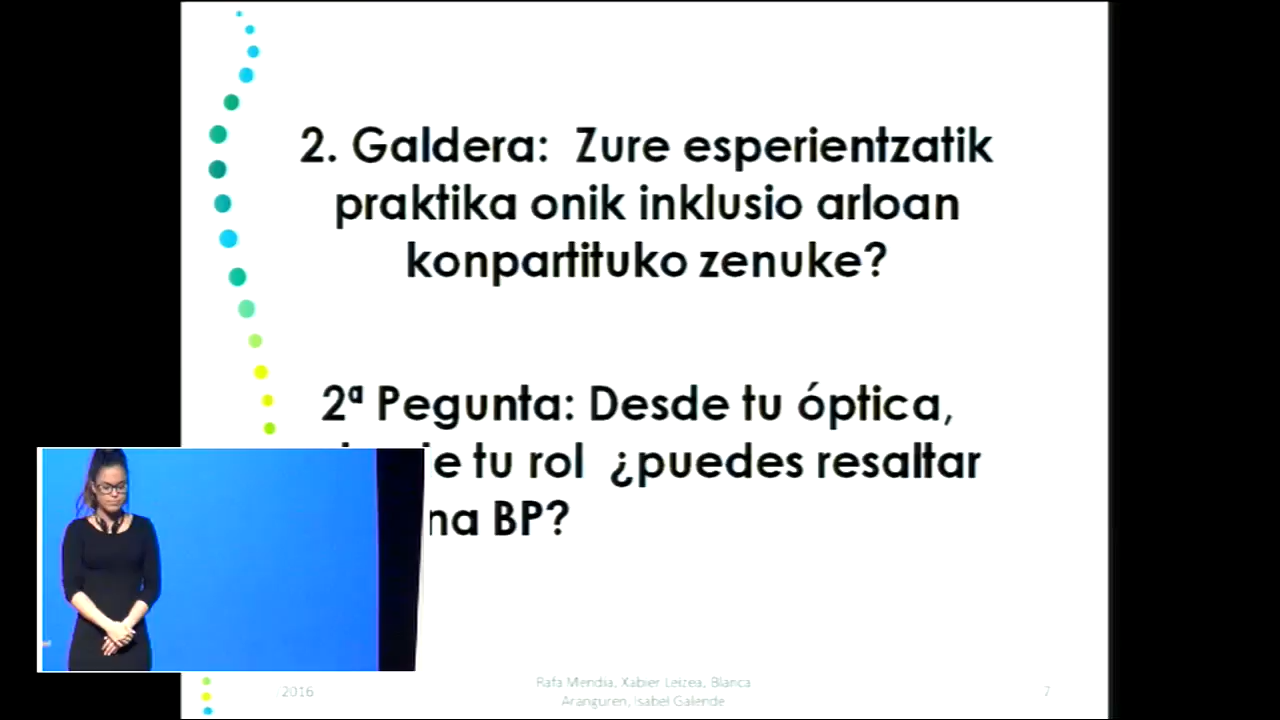 2. Galdera: Zure esperientzatik
praktika onik inklusio arloan
konpartituko zenuke?
2ª Pegunta: Desde tu óptica,
tu rol ¿puedes resaltar
BP?
2016
Rafa Mendia, Xabier Leizea, Blanca
Aranguren, Isabel Galende
7